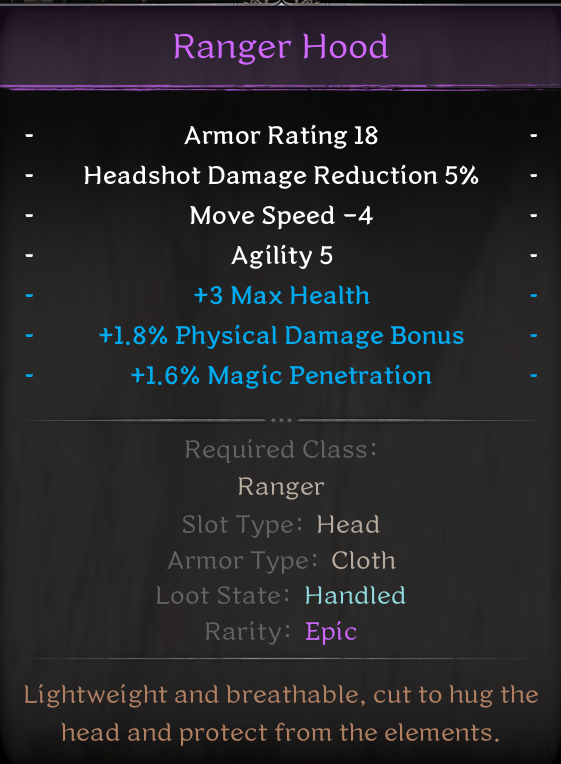 Ranger Hood
- Armor Rating 18 -
- Headshot Damage Reduction 5% -
- Move Speed -4 -
- Agility 5 -
- +3 Max Health -
- +1.8% Physical Damage Bonus -
- +1.6% Magic Penetration -
Required Class:
Ranger
Slot Type: Head
Armor Type: Cloth
Loot State: Handled
Rarity: Epic
Lightweight and breathable, cut to hug the
head and protect from the elements.